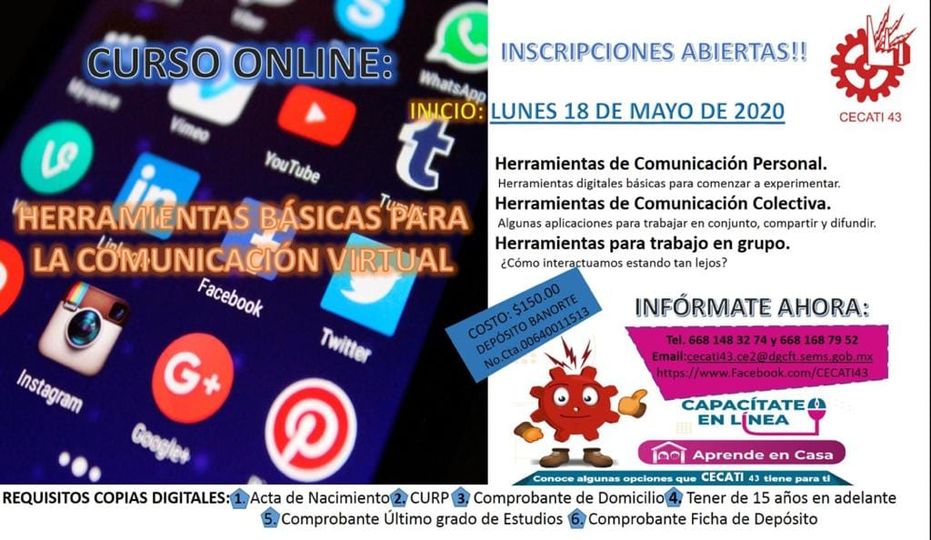 CURSO ONLINE:
WhatsApp
Myspace
Vimeo
YouTube
HERRAMIENTAS BÁSICAS PARA
LA COMUNICACIÓN VIRTUAL
Facebook
Twitter
Instagram
Google+
INSCRIPCIONES ABIERTAS!!
CECATI 43
INICIO: LUNES 18 DE MAYO DE 2020
Herramientas de Comunicación Personal.
Herramientas digitales básicas para comenzar a experimentar.
Herramientas de Comunicación Colectiva.
Algunas aplicaciones para trabajar en conjunto, compartir y difundir.
Herramientas para trabajo en grupo.
¿Cómo interactuamos estando tan lejos?
COSTO: $150.00
DEPÓSITO BANORTE
No.Cta.00640011513
INFÓRMATE AHORA:
Tel. 668 148 32 74 y 668 168 79 52
Email:cecati43.ce2@dgcft.sems.gob.mx
https://www.Facebook.com/CECATI43
CAPACÍTATE
EN LÍNEA
Aprende en Casa
Conoce algunas opciones que CECATI 43 tiene para ti
REQUISITOS COPIAS DIGITALES: 1. Acta de Nacimiento 2. CURP 3. Comprobante de Domicilio 4. Tener de 15 años en adelante
5. Comprobante Último grado de Estudios 6. Comprobante Ficha de Depósito